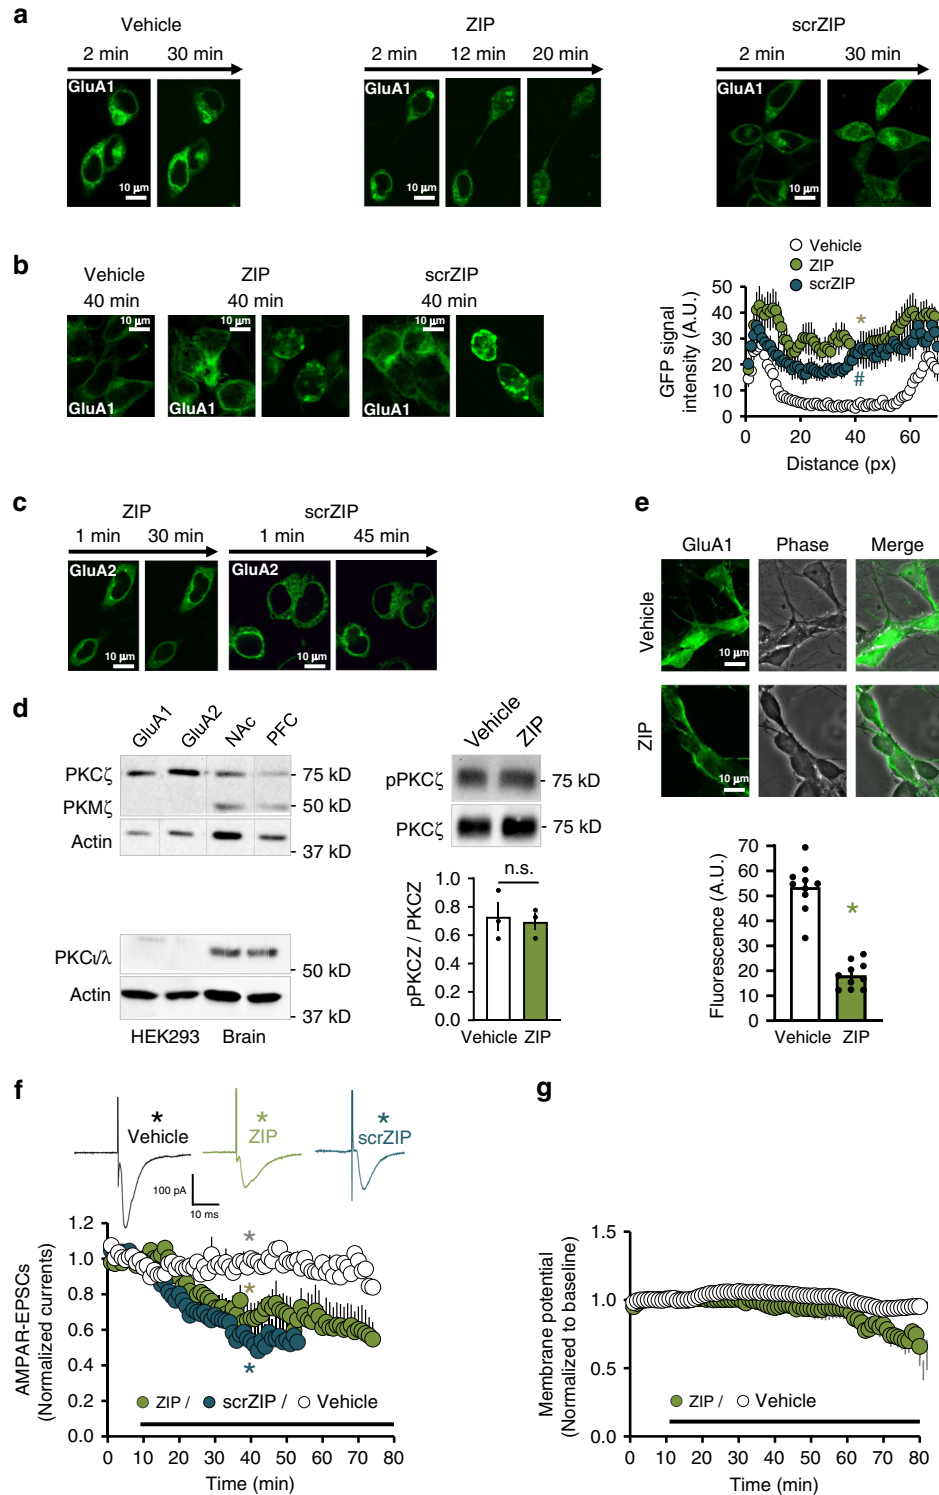 a
Vehicle
2 min 30 min
GluA1
10 µm
ZIP
2 min 12 min 20 min
GluA1
10 µm
scrZIP
2 min 30 min
GluA1
10 µm
b
Vehicle
40 min
10 µm
GluA1
ZIP
40 min
10 µm
GluA1
scrZIP
40 min
10 µm
GluA1
Vehicle
ZIP
scrZIP
GFP signal
intensity (A.U.)
50
40
30
20
10
0
*
#
0 20 40 60
Distance (px)
c
ZIP
1 min 30 min
GluA2
10 µm
scrZIP
1 min 45 min
GluA2
10 µm
d
GluA1 GluA2 NAc PFC
PKCζ
PKMζ
Actin
- 75 kD
- 50 kD
- 37 kD
PKCι/λ
Actin
- 50 kD
- 37 kD
HEK293 Brain
Vehicle ZIP
pPKCζ - 75 kD
PKCζ - 75 kD
n.s.
pPKCZ / PKCZ
1.0
0.8
0.6
0.4
0.2
0.0
Vehicle ZIP
e
GluA1 Phase Merge
Vehicle
10 µm
ZIP
10 µm
Fluorescence (A.U.)
70
60
50
40
30
20
10
0
*
Vehicle ZIP
f
*
Vehicle
*
ZIP
*
scrZIP
100 pA
10 ms
AMPAR-EPSCs
(Normalized currents)
1.2
1.0
0.8
0.6
0.4
0.2
0.0
*
*
*
ZIP / scrZIP / Vehicle
0 10 20 30 40 50 60 70 80
Time (min)
g
Membrane potential
(Normalized to baseline)
1.5
1.0
0.5
0.0
ZIP / Vehicle
0 20 40 60 80
Time (min)